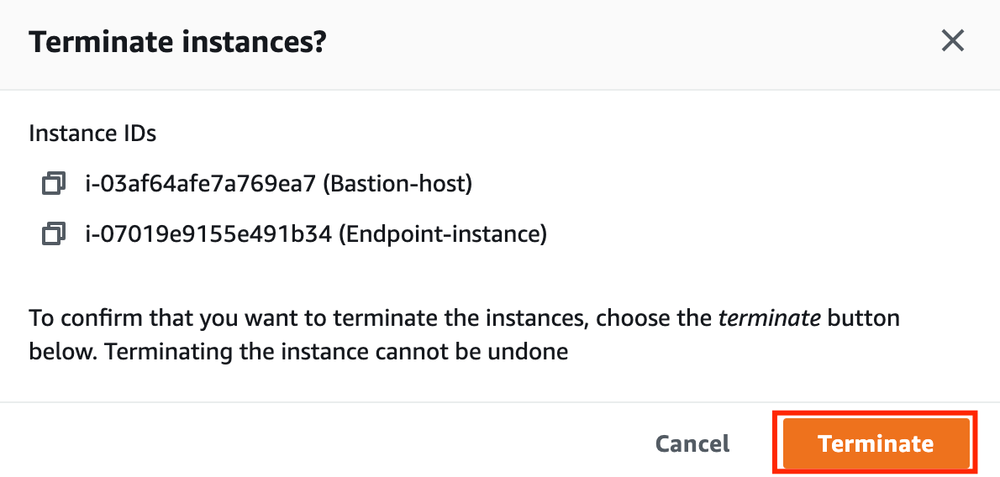 Terminate instances?
Instance IDs
i-03af64afe7a769ea7 (Bastion-host)
i-07019e9155e491b34 (Endpoint-instance)
To confirm that you want to terminate the instances, choose the terminate button
below. Terminating the instance cannot be undone
Cancel
Terminate